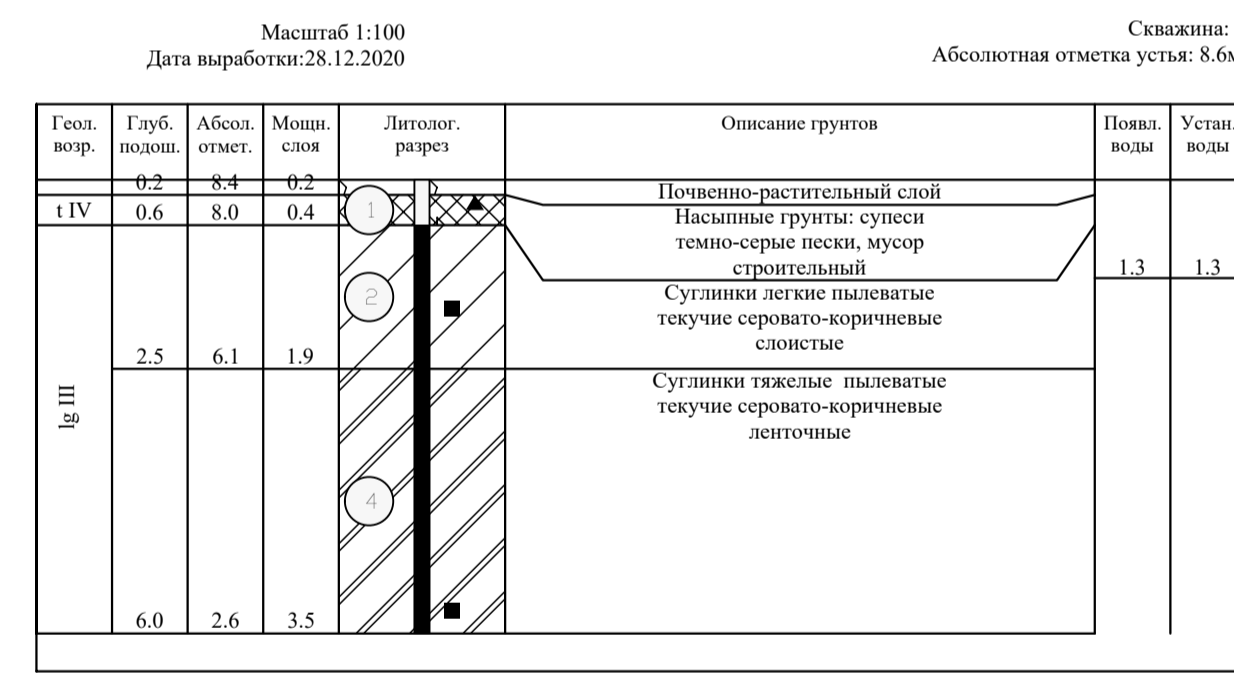 Масштаб 1:100
Дата выработки:28.12.2020
Скважина:
Абсолютная отметка устья: 8.6м
Геол. возр.
Глуб. подош.
Абсол. отмет.
Мощн. слоя
Литолог. разрез
Описание грунтов
Появл. воды
Устан. воды
0.2 8.4 0.2
Почвенно-растительный слой
t IV 0.6 8.0 0.4 1
Насыпные грунты: супеси
темно-серые пески, мусор
строительный
1.3 1.3
2
Суглинки легкие пылеватые
текучие серовато-коричневые
слоистые
2.5 6.1 1.9
lg III
Суглинки тяжелые пылеватые
текучие серовато-коричневые
ленточные
4
6.0 2.6 3.5